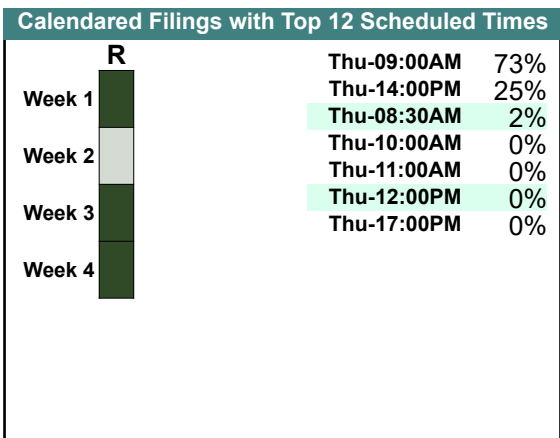 Calendared Filings with Top 12 Scheduled Times
R
Week 1
Week 2
Week 3
Week 4
Thu-09:00AM 73%
Thu-14:00PM 25%
Thu-08:30AM 2%
Thu-10:00AM 0%
Thu-11:00AM 0%
Thu-12:00PM 0%
Thu-17:00PM 0%